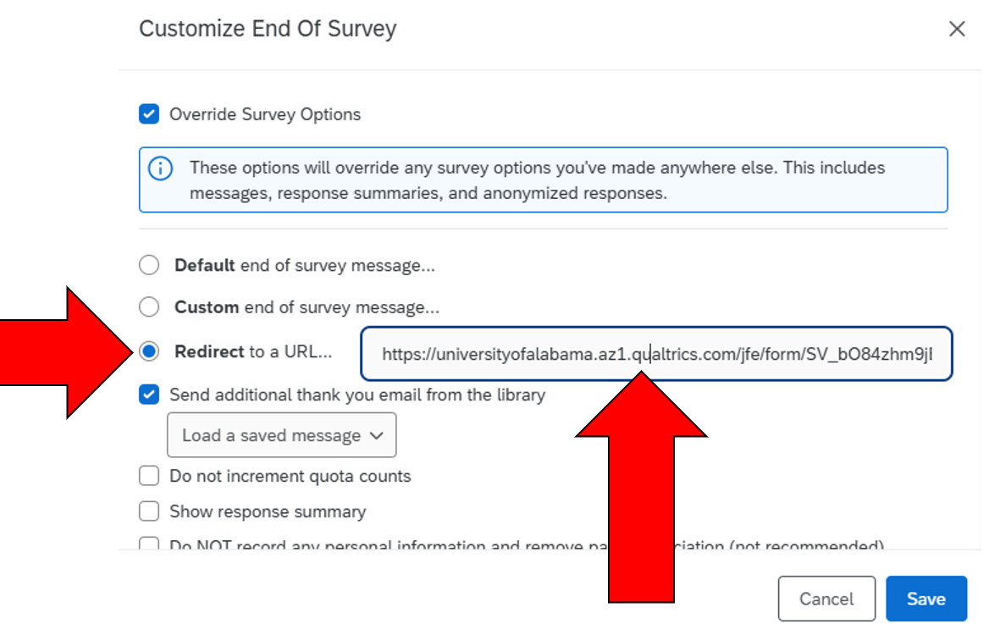 Customize End Of Survey
Override Survey Options
These options will override any survey options you've made anywhere else. This includes
messages, response summaries, and anonymized responses.
Default end of survey message...
Custom end of survey message...
Redirect to a URL...
https://universityofalabama.az1.qualtrics.com/jfe/form/SV_bO84zhm9j
Send additional thank you email from the library
Load a saved message
Do not increment quota counts
Show response summary
Do NOT record any personal information and remove ciation (not recommended)
Cancel
Save